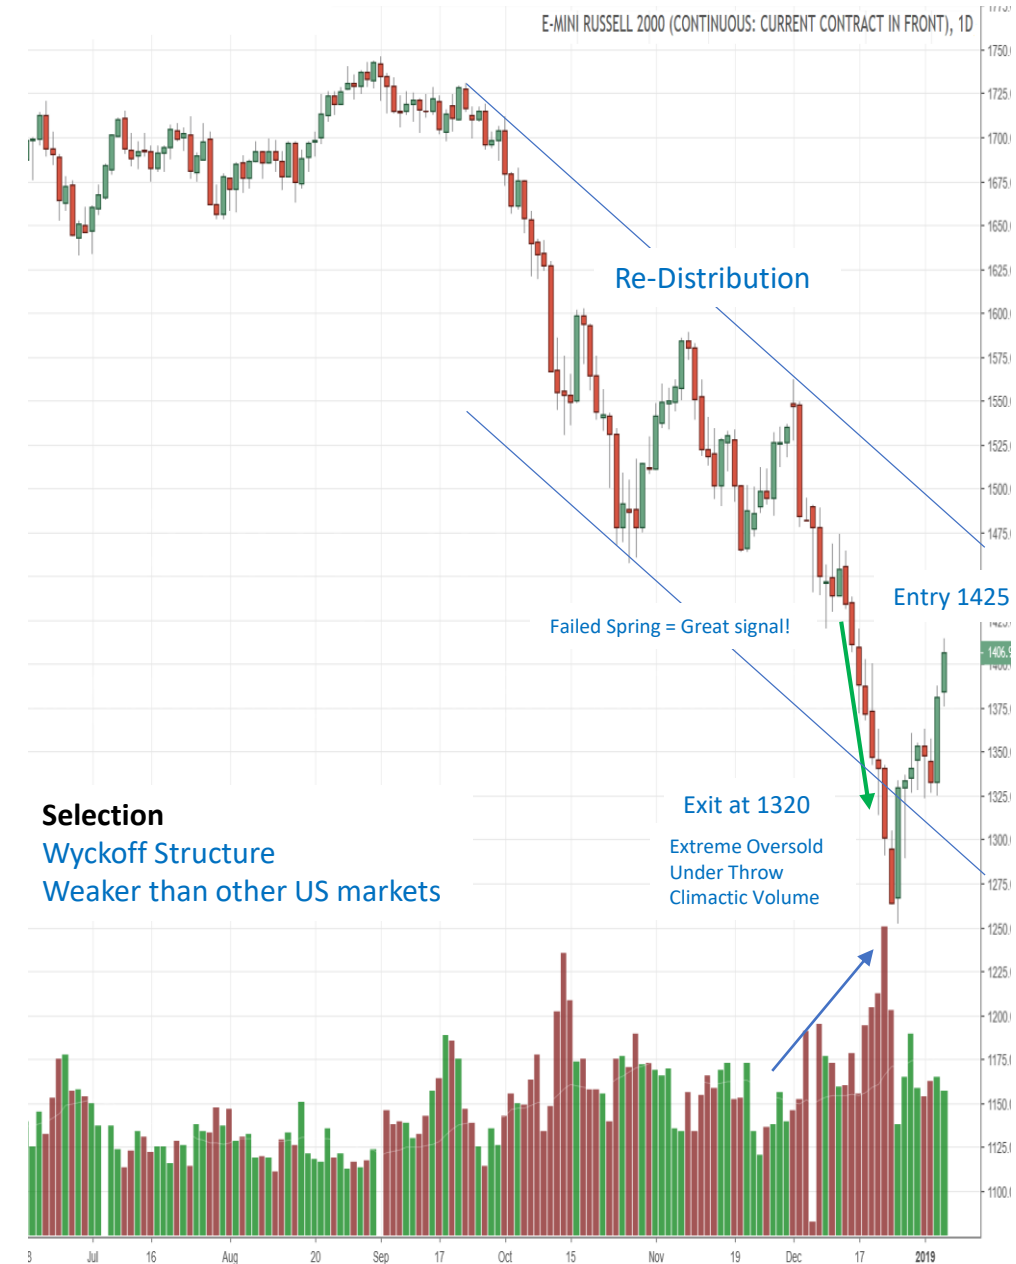 E-MINI RUSSELL 2000 (CONTINUOUS: CURRENT CONTRACT IN FRONT), 1D
1750.0
1725.0
1700.0
1675.0
1650.0
Re-Distribution
1625.0
1600.0
1575.0
1550.0
1525.0
1500.0
1475.0
Entry 1425
Failed Spring = Great signal!
1406.9
1375.0
1350.0
1325.0
Exit at 1320
Selection
Wyckoff Structure
Weaker than other US markets
Extreme Oversold
Under Throw
Climactic Volume
1300.0
1275.0
1250.0
1225.0
1200.0
1175.0
1150.0
1125.0
1100.0
Jul 16 Aug 20 Sep 17 Oct 15 Nov 19 Dec 17 2019